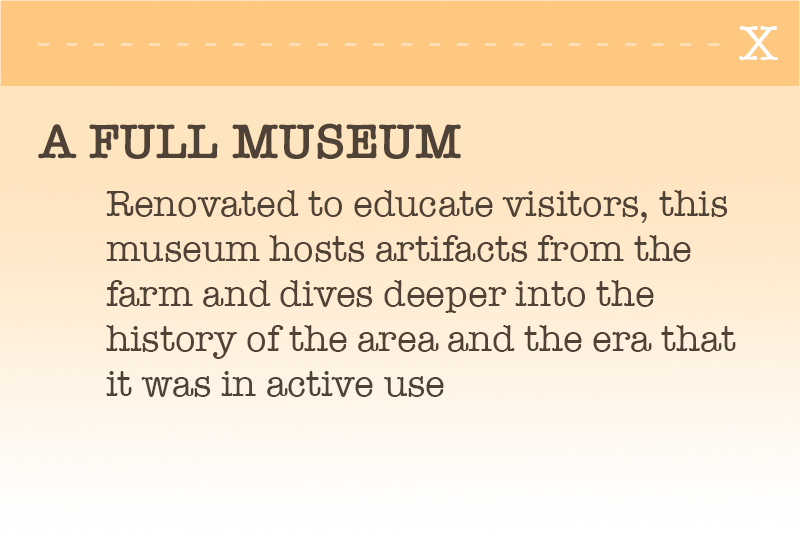 X
A FULL MUSEUM
Renovated to educate visitors, this
museum hosts artifacts from the
farm and dives deeper into the
history of the area and the era that
it was in active use